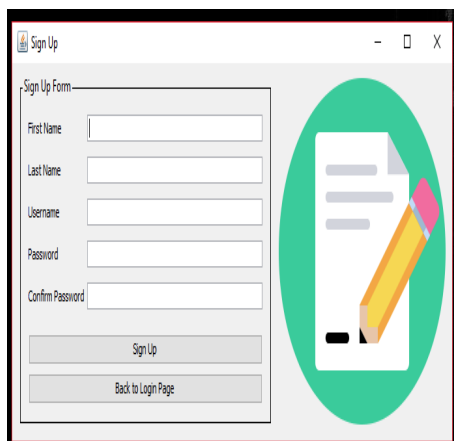 Sign Up
Sign Up Form
First Name
Last Name
Username
Password
Confirm Password
Sign Up
Back to Login Page